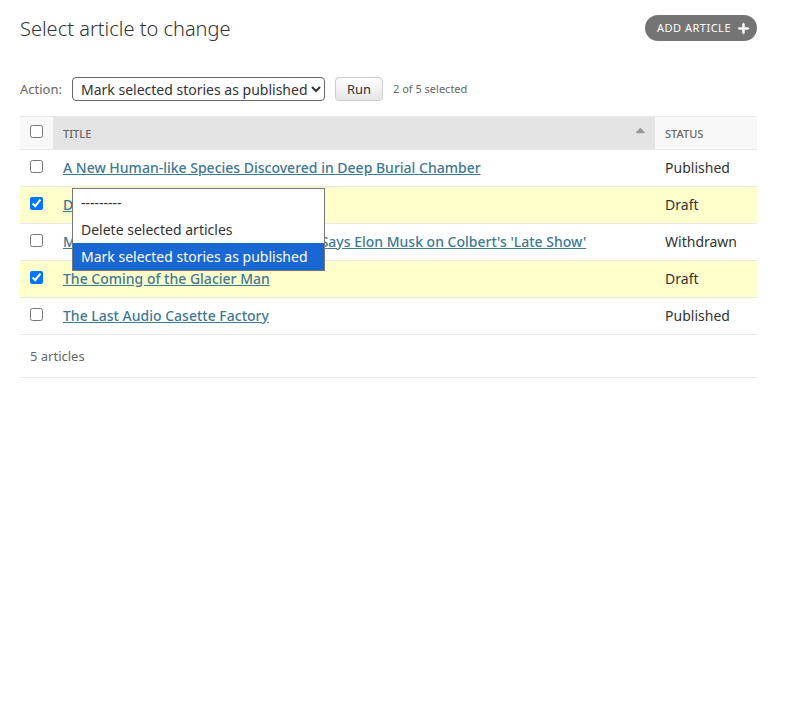 Select article to change
ADD ARTICLE +
Action: Mark selected stories as published Run 2 of 5 selected
TITLE STATUS
A New Human-like Species Discovered in Deep Burial Chamber Published
---------
Draft
Delete selected articles
Says Elon Musk on Colbert's 'Late Show' Withdrawn
Mark selected stories as published
The Coming of the Glacier Man Draft
The Last Audio Casette Factory Published
5 articles